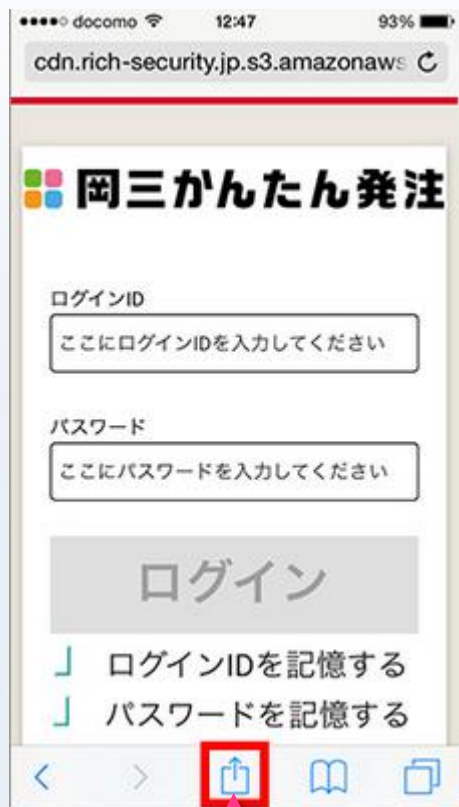 docomo 12:47 93%
cdn.rich-security.jp.s3.amazonaws
岡三かんたん発注
ログインID
ここにログインIDを入力してください
パスワード
ここにパスワードを入力してください
ログイン
ログインIDを記憶する
パスワードを記憶する